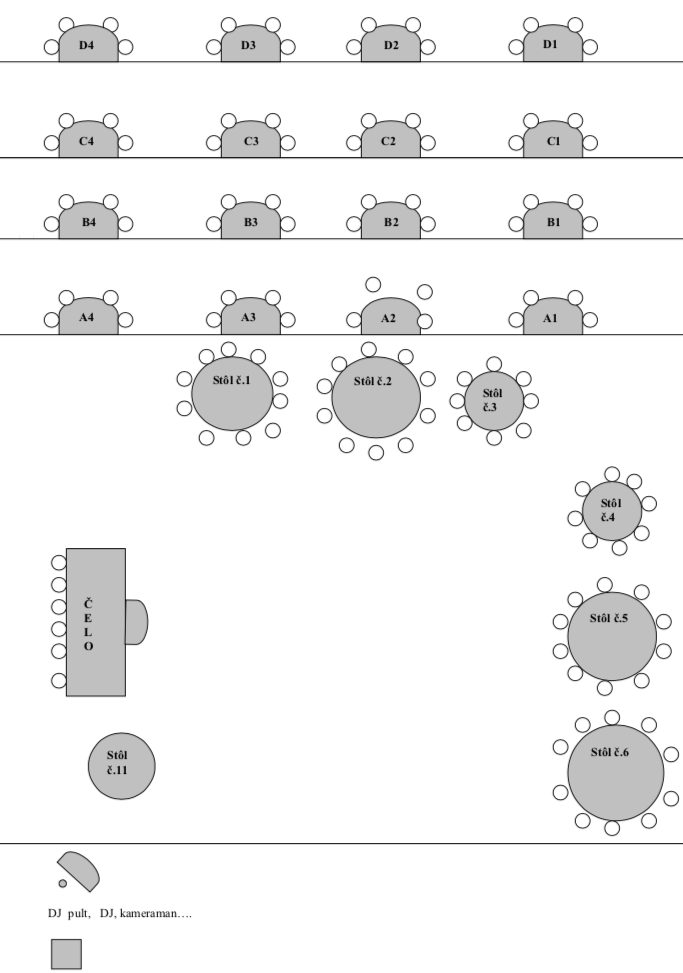 D4 D3 D2 D1
C4 C3 C2 C1
B4 B3 B2 B1
A4 A3 A2 A1
Stôl č.1
Stôl č.2
Stôl
č.3
Stôl
č.4
Č
E
L
O
Stôl č.5
Stôl
č.11
Stôl č.6
DJ pult, DJ, kameraman….